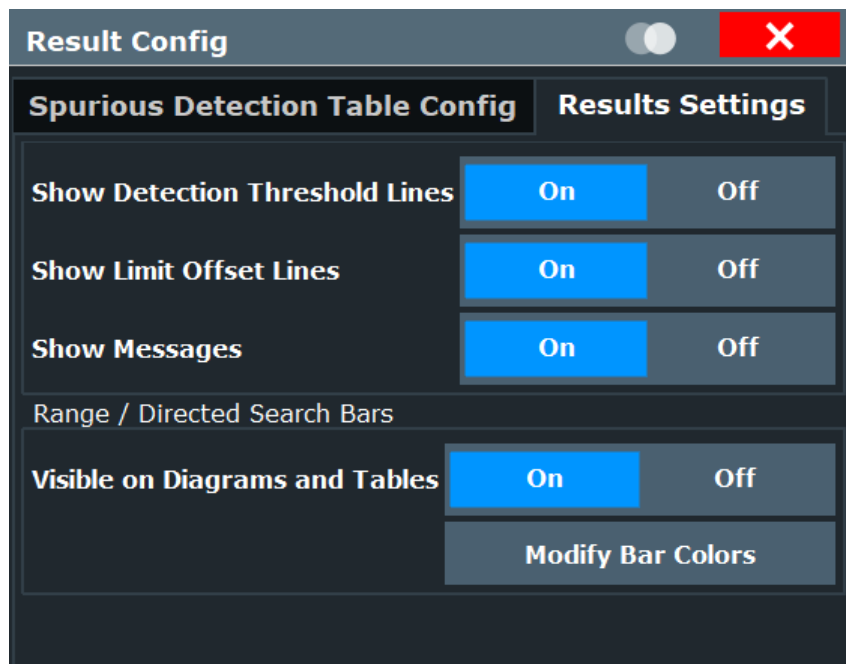 Result Config
Spurious Detection Table Config Results Settings
Show Detection Threshold Lines On Off
Show Limit Offset Lines On Off
Show Messages On Off
Range / Directed Search Bars
Visible on Diagrams and Tables On Off
Modify Bar Colors